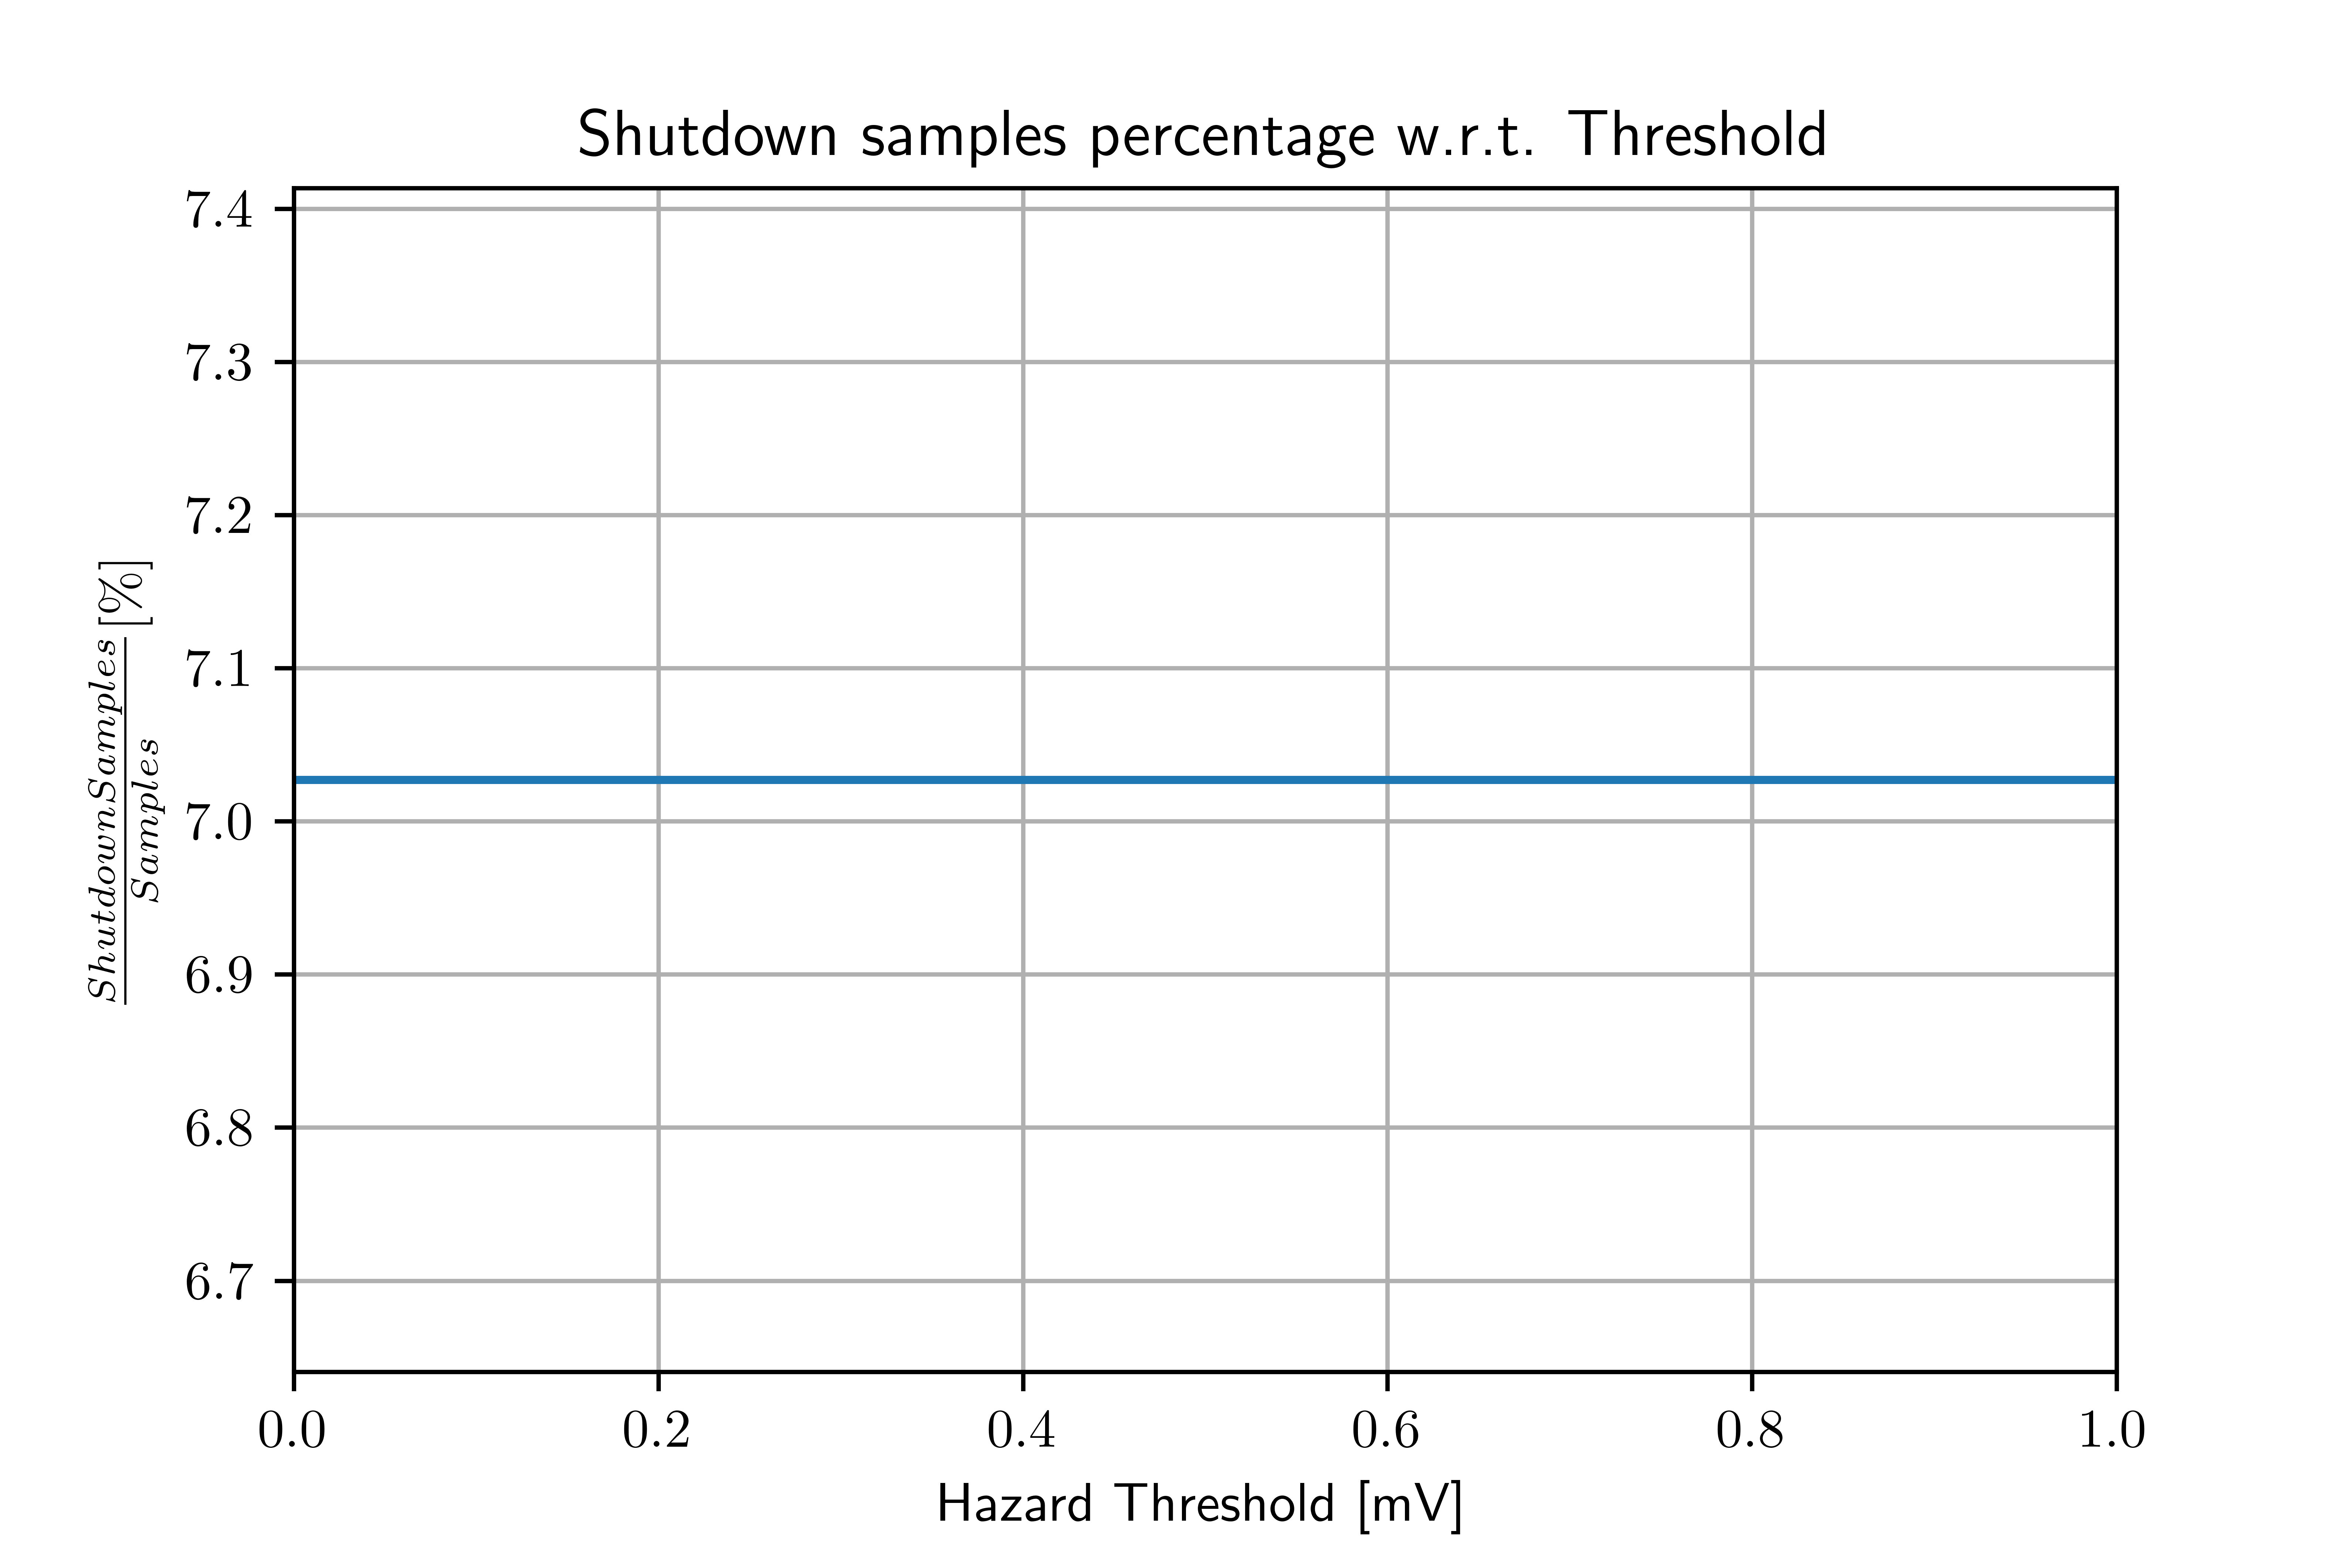 Shutdown samples percentage w.r.t. Threshold
7.4
7.3
7.2
7.1
7.0
6.9
6.8
6.7
ShutdownSamples
Samples
[%]
0.0 0.2 0.4 0.6 0.8 1.0
Hazard Threshold [mV]